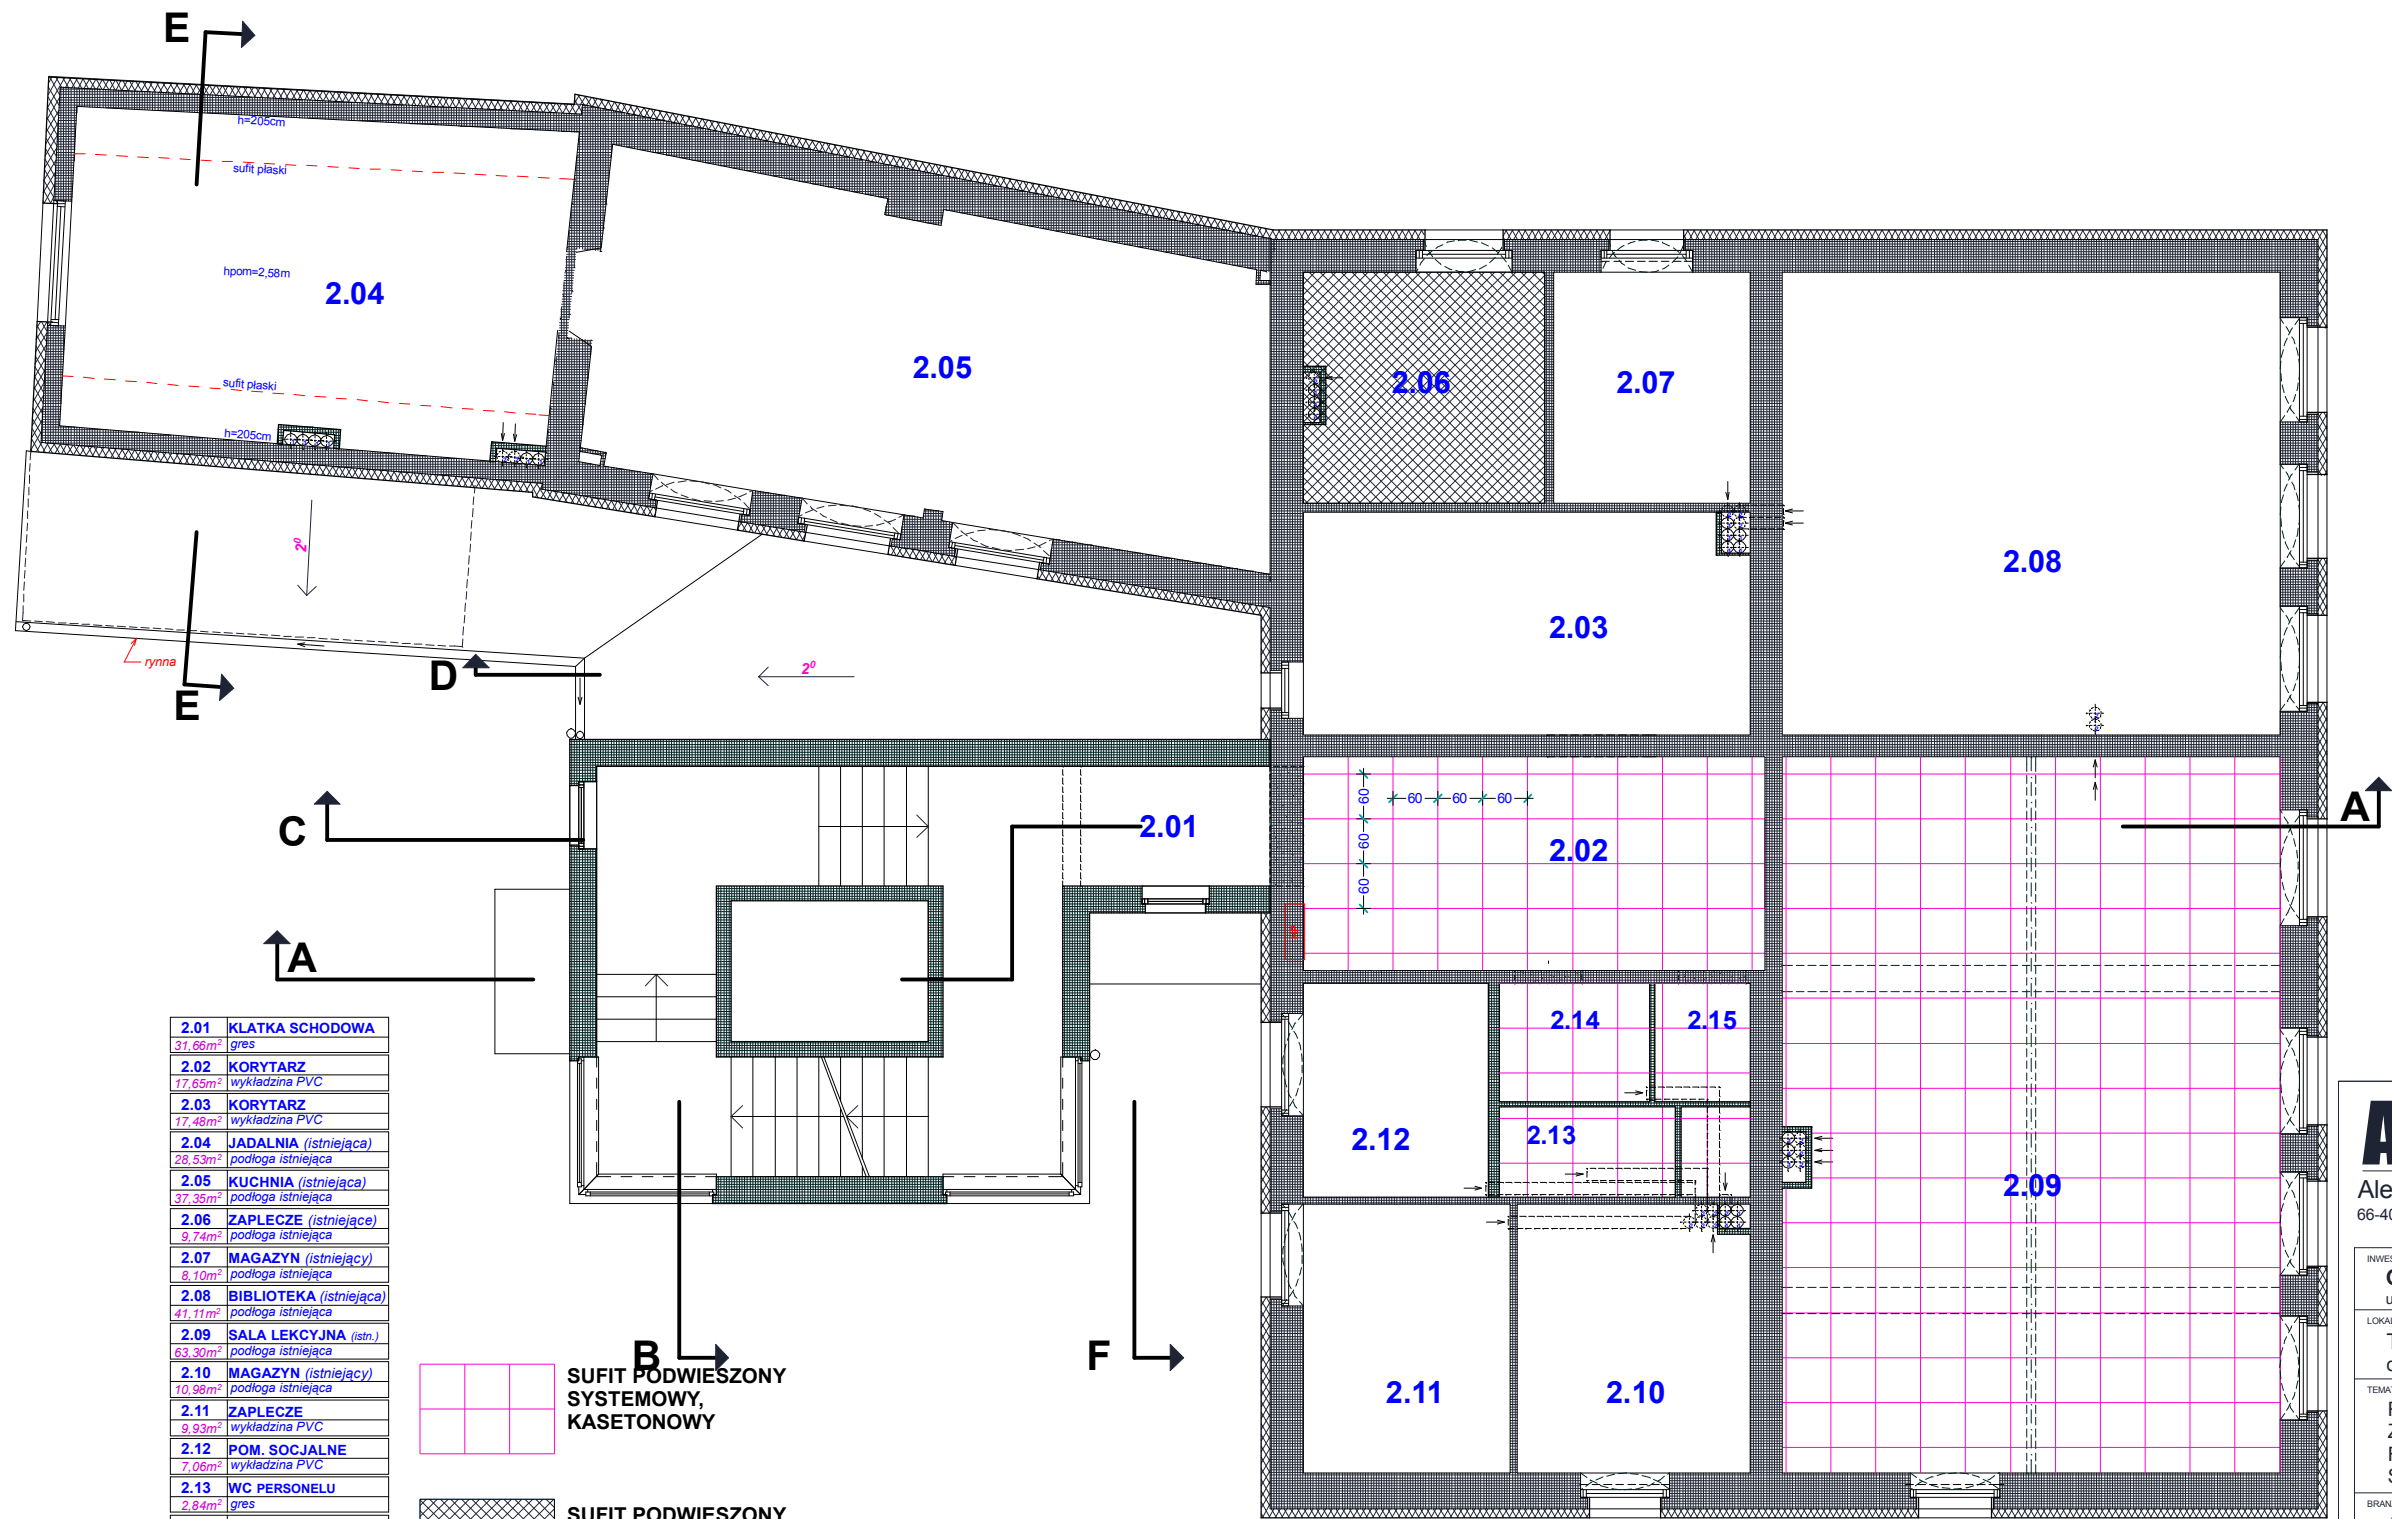 E
h=205cm
sufit płaski
hpom=2,58m
2.04
2.05
2.06
2.07
sufit płaski
h=205cm
2⁰
2.08
2.03
rynna
E
D
2⁰
C
2.01
60
60
60
60
60
60
2.02
A
A
2.14
2.15
2.12
2.13
2.09
2.11
2.10
B
F
2.01 KLATKA SCHODOWA
31,66m² gres
2.02 KORYTARZ
17,65m² wykładzina PVC
2.03 KORYTARZ
17,48m² wykładzina PVC
2.04 JADALNIA (istniejąca)
28,53m² podłoga istniejąca
2.05 KUCHNIA (istniejąca)
37,35m² podłoga istniejąca
2.06 ZAPLECZE (istniejące)
9,74m² podłoga istniejąca
2.07 MAGAZYN (istniejący)
8,10m² podłoga istniejąca
2.08 BIBLIOTEKA (istniejąca)
41,11m² podłoga istniejąca
2.09 SALA LEKCYJNA (istn.)
63,30m² podłoga istniejąca
2.10 MAGAZYN (istniejący)
10,98m² podłoga istniejąca
2.11 ZAPLECZE
9,93m² wykładzina PVC
2.12 POM. SOCJALNE
7,06m² wykładzina PVC
2.13 WC PERSONELU
2,84m² gres
SUFIT PODWIESZONY
SYSTEMOWY,
KASETONOWY
SUFIT PODWIESZONY
A
Ale
66-40
INWES
LOKAL
TEMA
BRAN